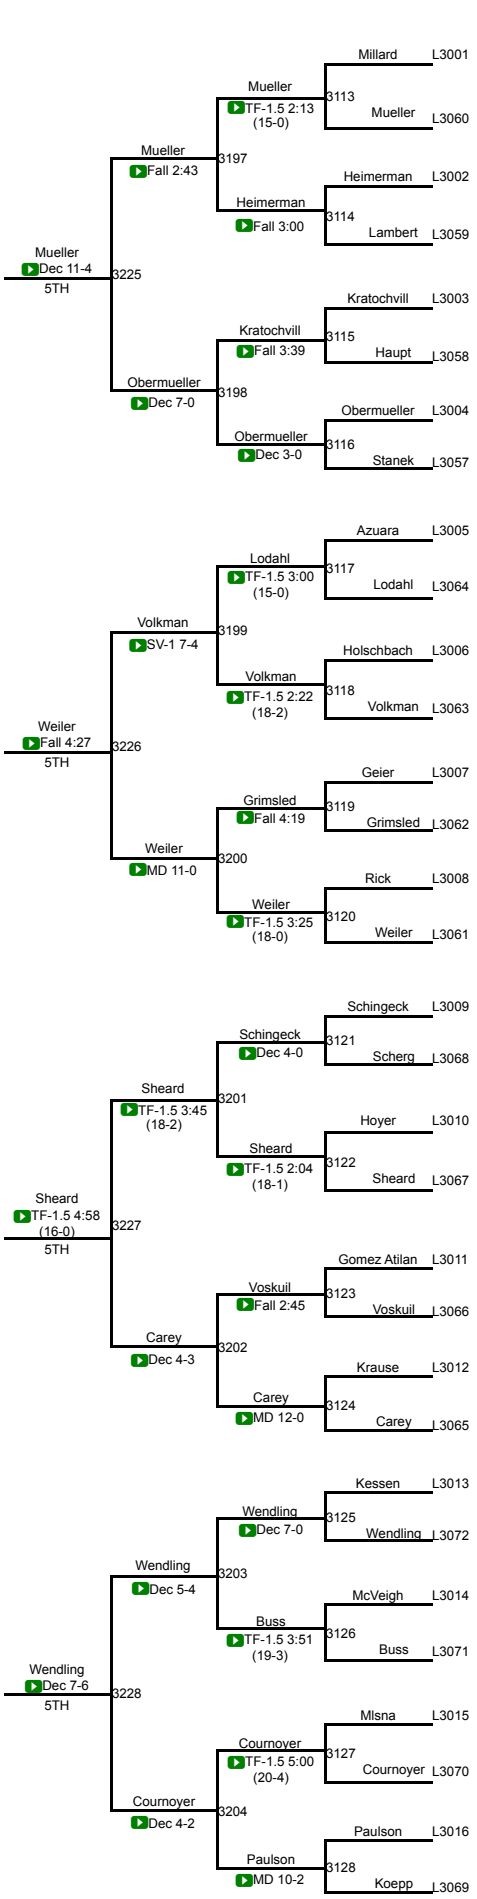 Millard L3001
Mueller
3113
TF-1.5 2:13
(15-0)
Mueller L3060
Mueller
3197
Fall 2:43
Heimerman L3002
Heimerman
3114
Fall 3:00
Lambert L3059
Mueller
Dec 11-4
3225
5TH
Kratochvill L3003
Kratochvill
3115
Fall 3:39
Haupt L3058
Obermueller
3198
Dec 7-0
Obermueller L3004
Obermueller
3116
Dec 3-0
Stanek L3057
Azuara L3005
Lodahl
3117
TF-1.5 3:00
(15-0)
Lodahl L3064
Volkman
3199
SV-1 7-4
Holschbach L3006
Volkman
3118
TF-1.5 2:22
(18-2)
Volkman L3063
Weiler
Fall 4:27
3226
5TH
Geier L3007
Grimsled
3119
Fall 4:19
Grimsled L3062
Weiler
3200
MD 11-0
Rick L3008
Weiler
3120
TF-1.5 3:25
(18-0)
Weiler L3061
Schingeck L3009
Schingeck
3121
Dec 4-0
Scherg L3068
Sheard
3201
TF-1.5 3:45
(18-2)
Hoyer L3010
Sheard
3122
TF-1.5 2:04
(18-1)
Sheard L3067
Sheard
TF-1.5 4:58
(16-0)
3227
5TH
Gomez Atilan L3011
Voskuil
3123
Fall 2:45
Voskuil L3066
Carey
3202
Dec 4-3
Krause L3012
Carey
3124
MD 12-0
Carey L3065
Kessen L3013
Wendling
3125
Dec 7-0
Wendling L3072
Wendling
3203
Dec 5-4
McVeigh L3014
Buss
3126
TF-1.5 3:51
(19-3)
Buss L3071
Wendling
Dec 7-6
3228
5TH
Mlsna L3015
Cournoyer
3127
TF-1.5 5:00
(20-4)
Cournoyer L3070
Cournoyer
3204
Dec 4-2
Paulson L3016
Paulson
3128
MD 10-2
Koepp L3069